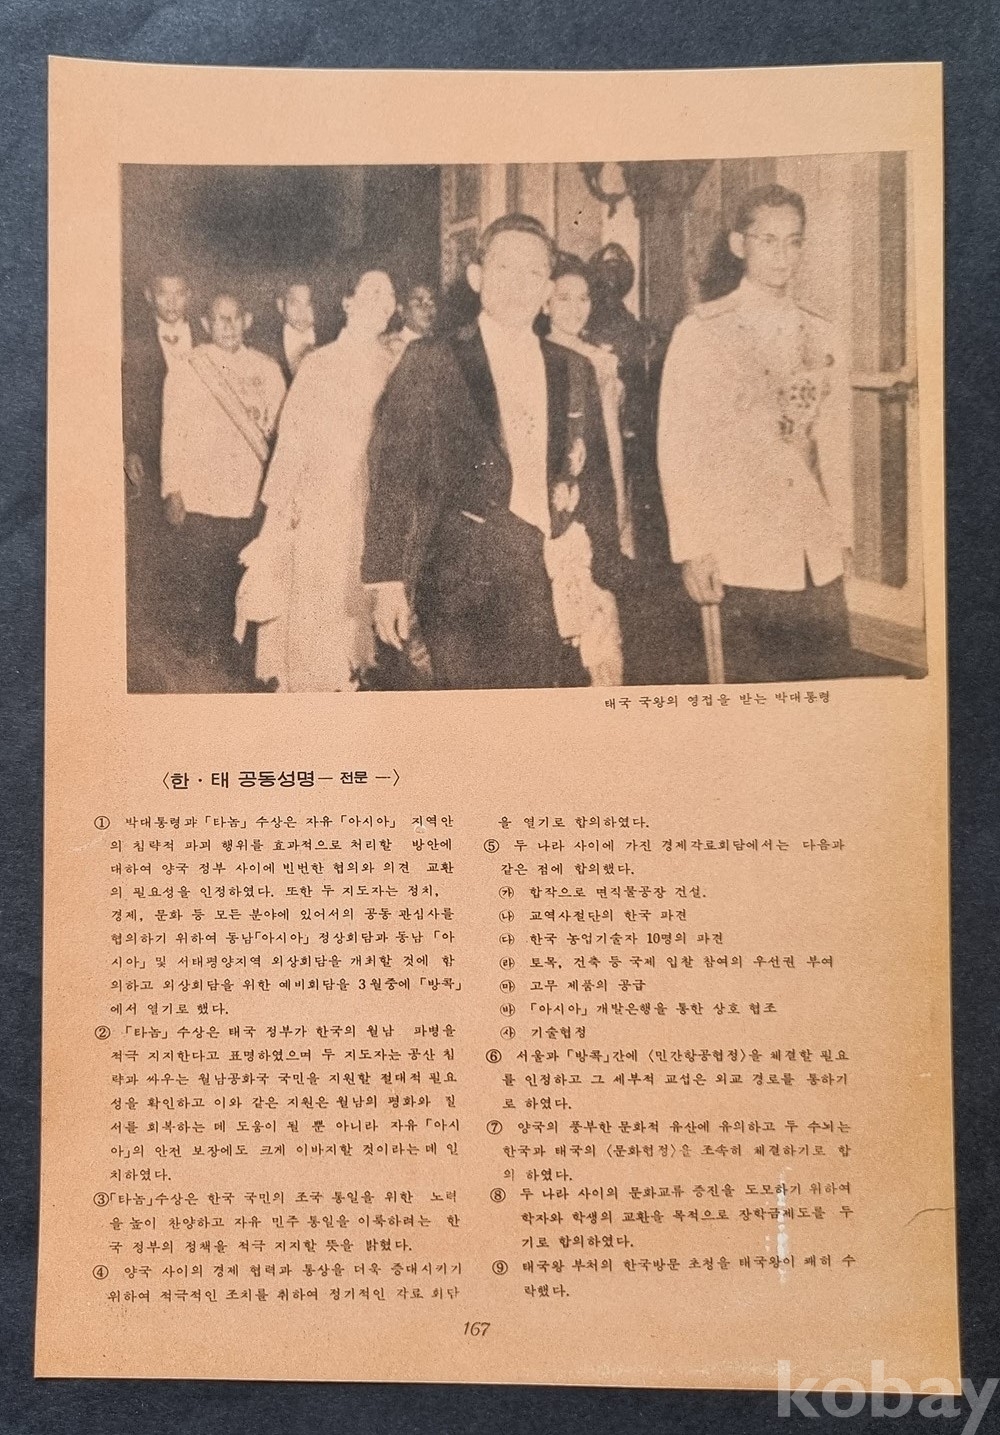 태국 국왕의 영접을 받는 박대통령
〈한·태 공동성명— 전문 —〉
① 박대통령과 「타놈」 수상은 자유 「아시아」 지역안
의 침략적 파괴 행위를 효과적으로 처리할 방안에
대하여 양국 정부 사이에 빈번한 협의와 의견 교환
의 필요성을 인정하였다. 또한 두 지도자는 정치,
경제, 문화 등 모든 분야에 있어서의 공동 관심사를
협의하기 위하여 동남「아시아」 정상회담과 동남 「아
시아」 및 서태평양지역 외상회담을 개최할 것에 합
의하고 외상회담을 위한 예비회담을 3월중에 「방콕」
에서 열기로 했다.
② 「타놈」 수상은 태국 정부가 한국의 월남 파병을
적극 지지한다고 표명하였으며 두 지도자는 공산 침
략과 싸우는 월남공화국 국민을 지원할 절대적 필요
성을 확인하고 이와 같은 지원은 월남의 평화와 질
서를 회복하는 데 도움이 될 뿐 아니라 자유 「아시
아」의 안전 보장에도 크게 이바지할 것이라는데 일
치하였다.
③「타놈」수상은 한국 국민의 조국 통일을 위한 노력
을 높이 찬양하고 자유 민주 통일을 이룩하려는 한
국 정부의 정책을 적극 지지할 뜻을 밝혔다.
④ 양국 사이의 경제 협력과 통상을 더욱 증대시키기
위하여 적극적인 조치를 취하여 정기적인 각료 회담
을 열기로 합의하였다.
⑤ 두 나라 사이에 가진 경제각료회담에서는 다음과
같은 점에 합의했다.
㉮ 합작으로 면직물공장 건설.
㉯ 교역사절단의 한국 파견
㉰ 한국 농업기술자 10명의 파견
㉱ 토목, 건축 등 국제 입찰 참여의 우선권 부여
㉲ 고무 제품의 공급
㉳ 「아시아」 개발은행을 통한 상호 협조
㉴ 기술협정
⑥ 서울과 「방콕」간에 〈민간항공협정〉을 체결할 필요
를 인정하고 그 세부적 교섭은 외교 경로를 통하기
로 하였다.
⑦ 양국의 풍부한 문화적 유산에 유의하고 두 수뇌는
한국과 태국의 〈문화협정〉을 조속히 체결하기로 합
의 하였다.
⑧ 두 나라 사이의 문화교류 증진을 도모하기 위하여
학자와 학생의 교환을 목적으로 장학금제도를 두
기로 합의하였다.
⑨ 태국왕 부처의 한국방문 초청을 태국왕이 쾌히 수
락했다.
167
kobay